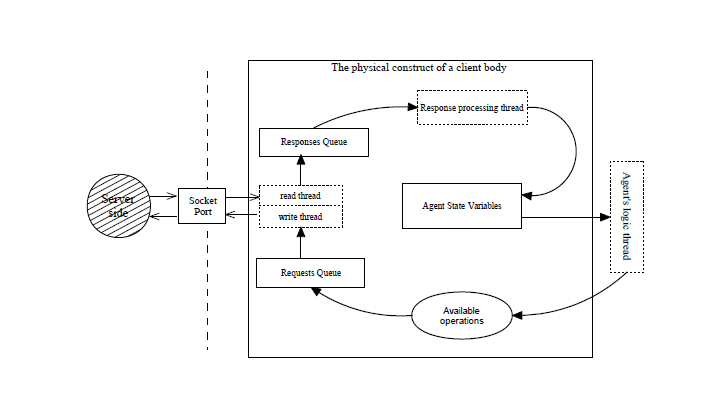 The physical construct of a client body
Response processing thread
Responses Queue
Server
side
Socket
Port
read thread
write thread
Agent State Variables
Agent's logic thread
Requests Queue
Available
operations